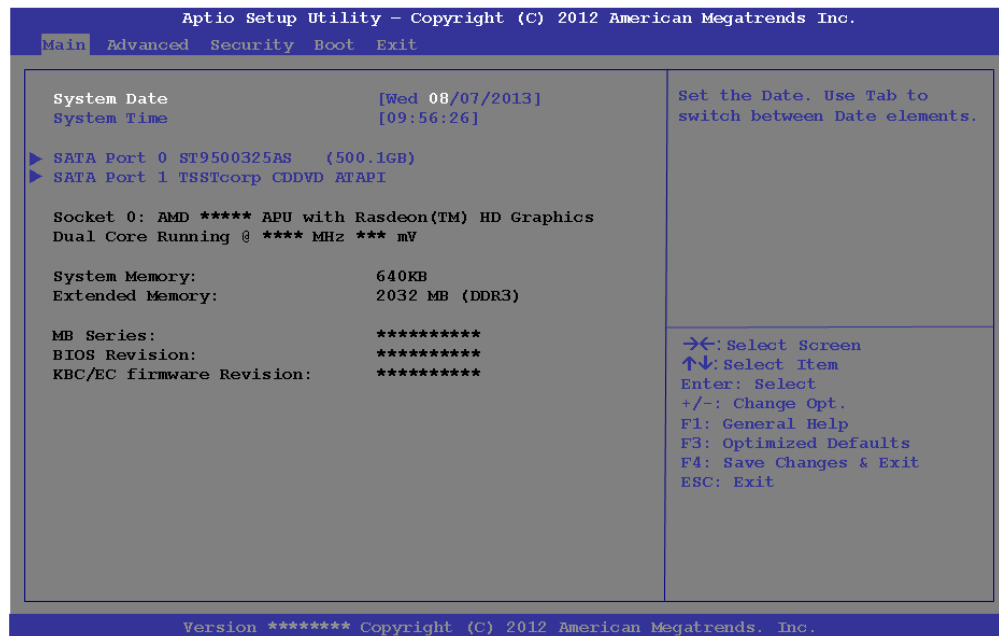 Aptio Setup Utility – Copyright (C) 2012 American Megatrends Inc.
Main Advanced Security Boot Exit
System Date [Wed 08/07/2013]
System Time [09:56:26]
SATA Port 0 ST9500325AS (500.1GB)
SATA Port 1 TSSTcorp CDDVD ATAPI
Socket 0: AMD ***** APU with Rasdeon(TM) HD Graphics
Dual Core Running @ **** MHz *** mV
System Memory: 640KB
Extended Memory: 2032 MB (DDR3)
MB Series: **********
BIOS Revision: **********
KBC/EC firmware Revision: **********
Set the Date. Use Tab to
switch between Date elements.
→←: Select Screen
↑↓: Select Item
Enter: Select
+/-: Change Opt.
F1: General Help
F3: Optimized Defaults
F4: Save Changes & Exit
ESC: Exit
Version ******** Copyright (C) 2012 American Megatrends. Inc.